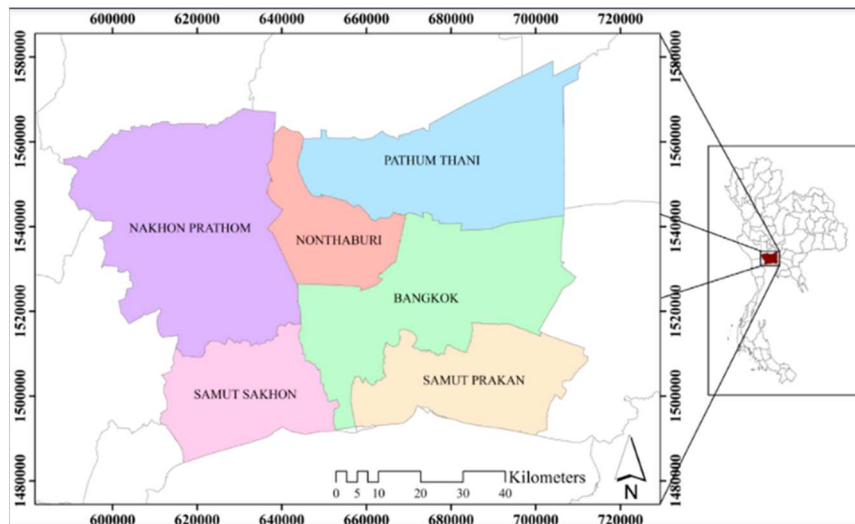 600000 620000 640000 660000 680000 700000 720000
1580000 1580000
1560000 1560000
PATHUM THANI
NAKHON PRATHOM
1540000 1540000
NONTHABURI
BANGKOK
1520000 1520000
SAMUT SAKHON
SAMUT PRAKAN
1500000 1500000
Kilometers
0 5 10 20 30 40
N
1480000 1480000
600000 620000 640000 660000 680000 700000 720000